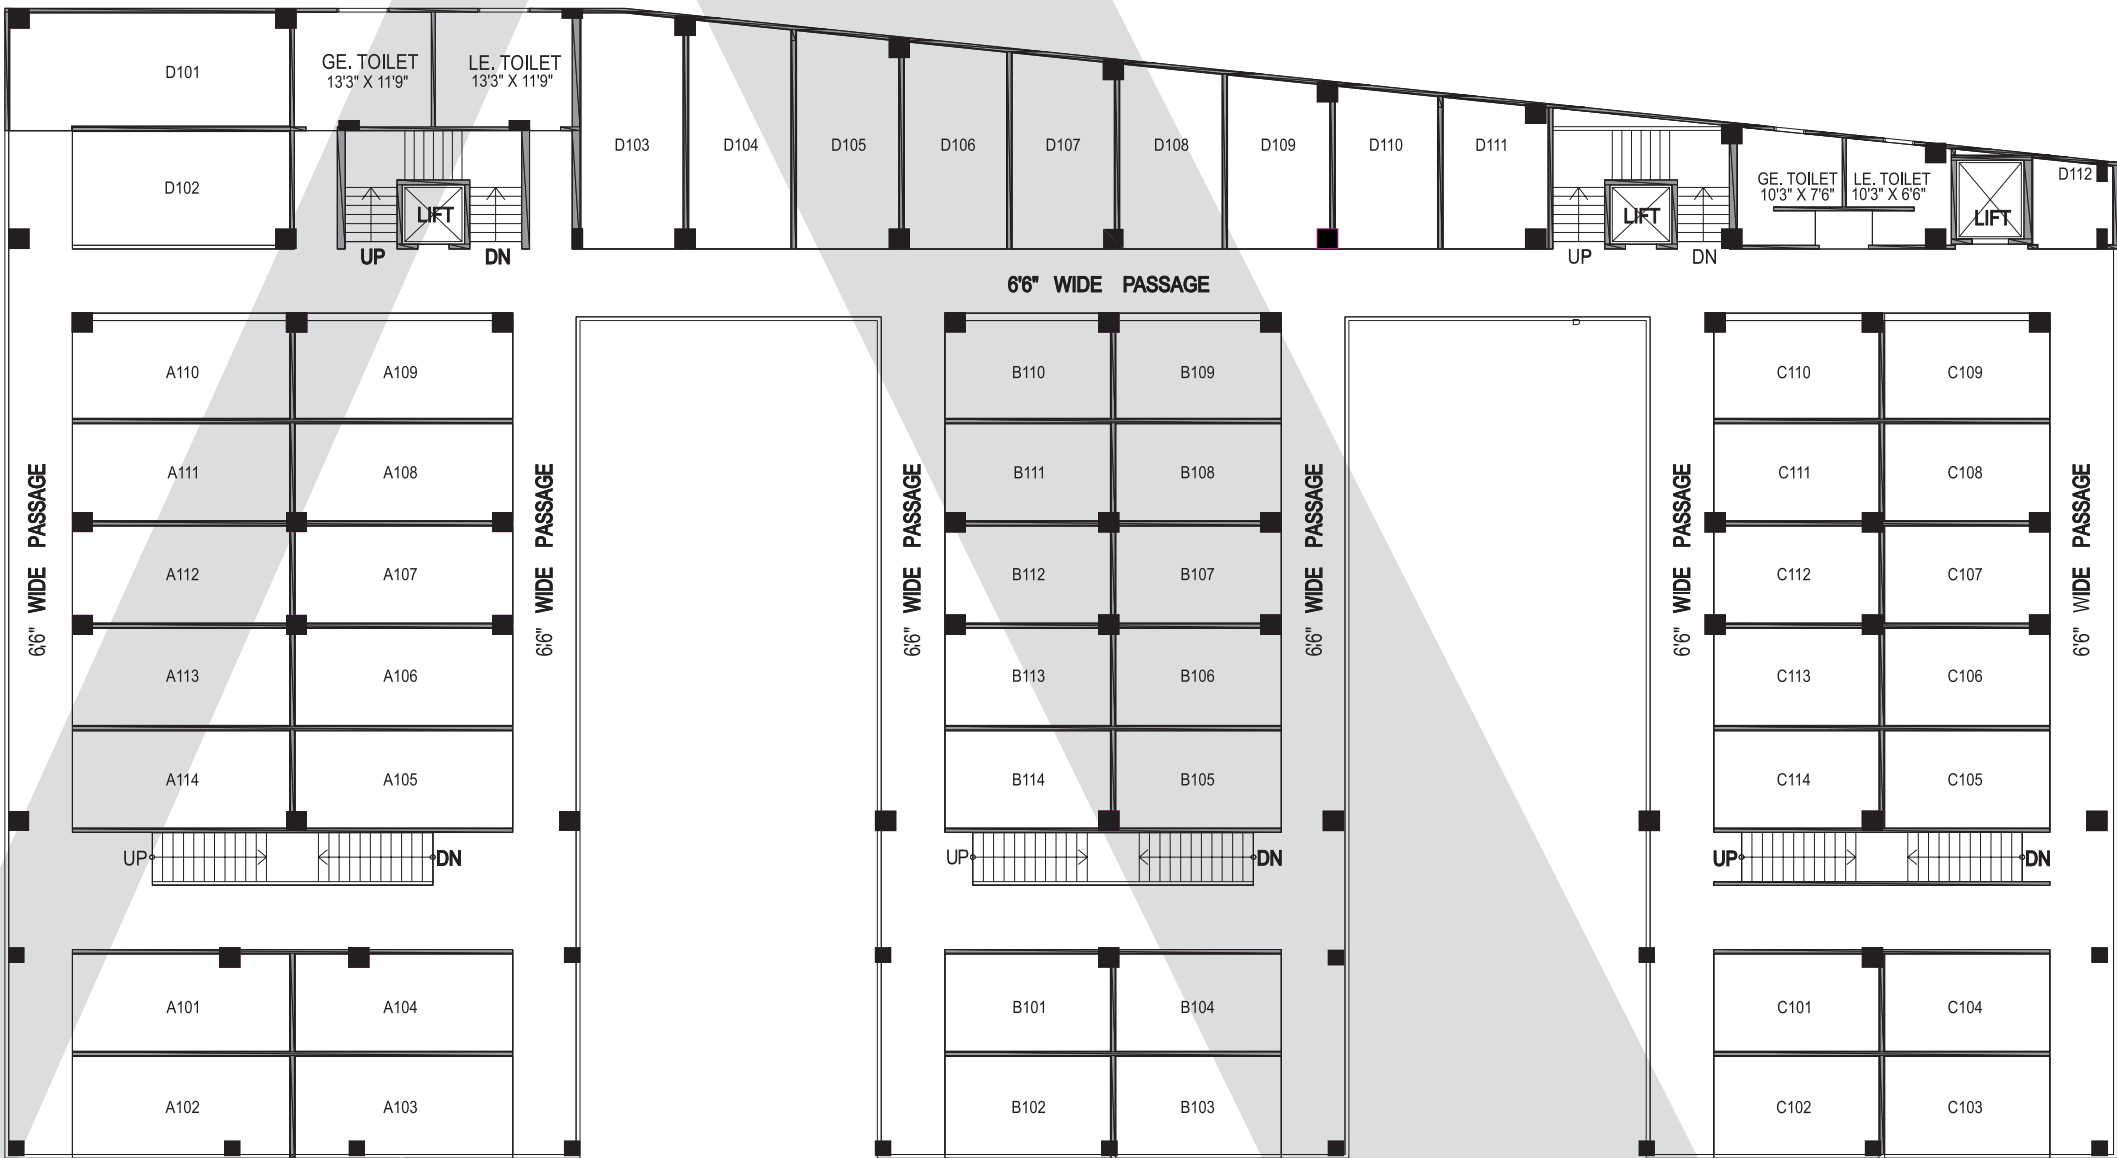 D101
GE. TOILET
13'3" X 11'9"
LE. TOILET
13'3" X 11'9"
D102
LIFT
UP
DN
D103
D104
D105
D106
D107
D108
D109
D110
D111
LIFT
UP
DN
GE. TOILET
10'3" X 7'6"
LE. TOILET
10'3" X 6'6"
LIFT
D112
6'6" WIDE PASSAGE
6'6" WIDE PASSAGE
A110
A109
A111
A108
A112
A107
A113
A106
A114
A105
6'6" WIDE PASSAGE
UP
DN
A101
A104
A102
A103
6'6" WIDE PASSAGE
B110
B109
B111
B108
B112
B107
B113
B106
B114
B105
6'6" WIDE PASSAGE
UP
DN
B101
B104
B102
B103
6'6" WIDE PASSAGE
C110
C109
C111
C108
C112
C107
C113
C106
C114
C105
6'6" WIDE PASSAGE
UP
DN
C101
C104
C102
C103